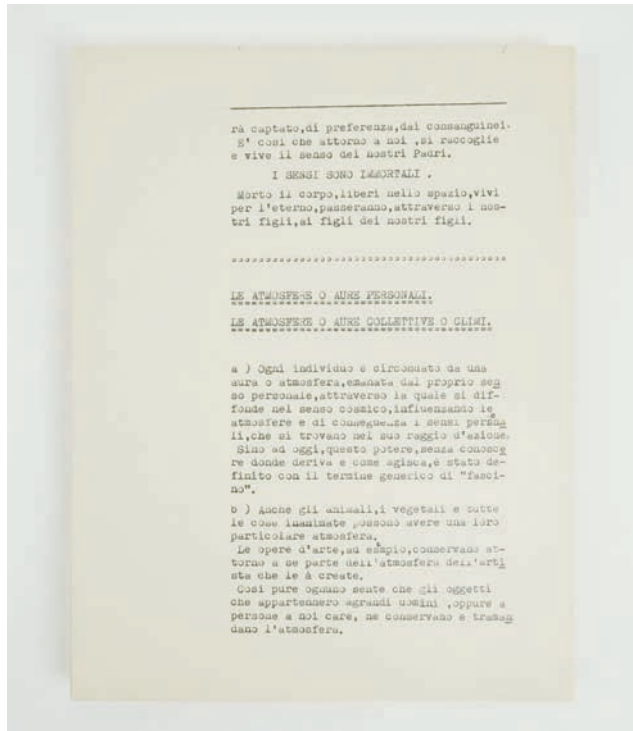 rà captato,di preferenza,dai consanguinei.
E' così che attorno a noi ,si raccoglie
e vive il senso dei nostri Padri.
I SENSI SONO IMMORTALI .
Morto il corpo,liberi nello spazio,vivi
per l'eterno,passeranno,attraverso i nos-
tri figli,ai figli dei nostri figli.
LE ATMOSFERE O AURE PERSONALI.
LE ATMOSFERE O AURE COLLETTIVE O CLIMI.
a ) Ogni individuo è circondato da una
aura o atmosfera,emanata dal proprio sen
so personale,attraverso la quale si dif-
fonde nel senso cosmico,influenzando le
atmosfere e di conseguenza i sensi persona
li,che si trovano nel suo raggio d'azione.
Sino ad oggi,questo potere,senza conosce
re donde deriva e come agisca,è stato de-
finito con il termine generico di "fasci-
no".
b ) Anche gli animali,i vegetali e tutte
le cose inanimate possono avere una loro
particolare atmosfera.
Le opere d'arte,ad esempio,conservano at-
torno a se parte dell'atmosfera dell'arti
sta che le à create.
Così pure ognuno sente che gli oggetti
che appartennero agrandi uomini ,oppure a
persone a noi care, ne conservano e traman
dano l'atmosfera.